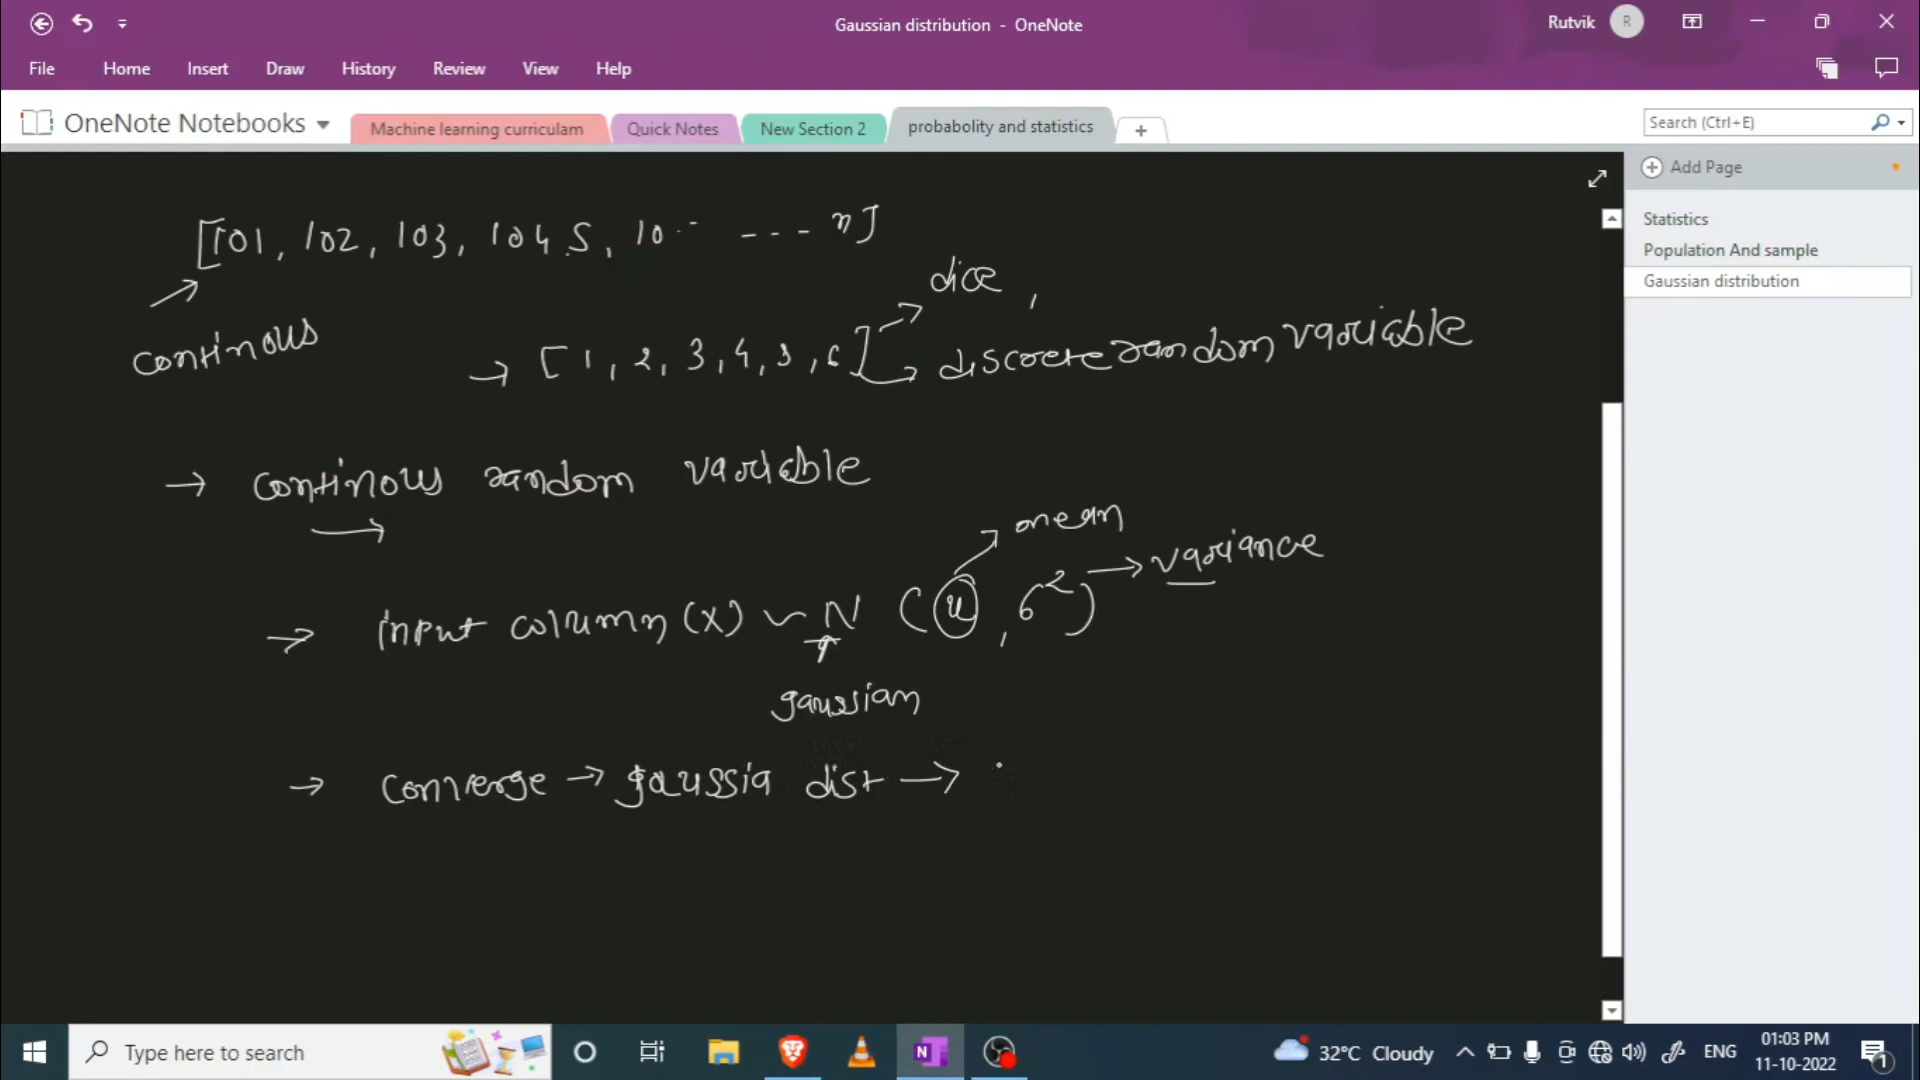 Gaussian distribution - OneNote
Rutvik R
File Home Insert Draw History Review View Help
OneNote Notebooks Machine learning curriculam Quick Notes New Section 2 probabolity and statistics +
Search (Ctrl+E)
Add Page
Statistics
Population And sample
Gaussian distribution
[101, 102, 103, 104.5, 10.. --- n]
continous
dice ,
→ [1, 2, 3, 4, 5, 6] → discrete random variable
→ continous random variable
→ mean
→ variance
→ input column (X) ~ N (μ, σ²)
gaussian
→ Converge → gaussia dist →
Type here to search
32°C Cloudy
ENG
01:03 PM
11-10-2022
1